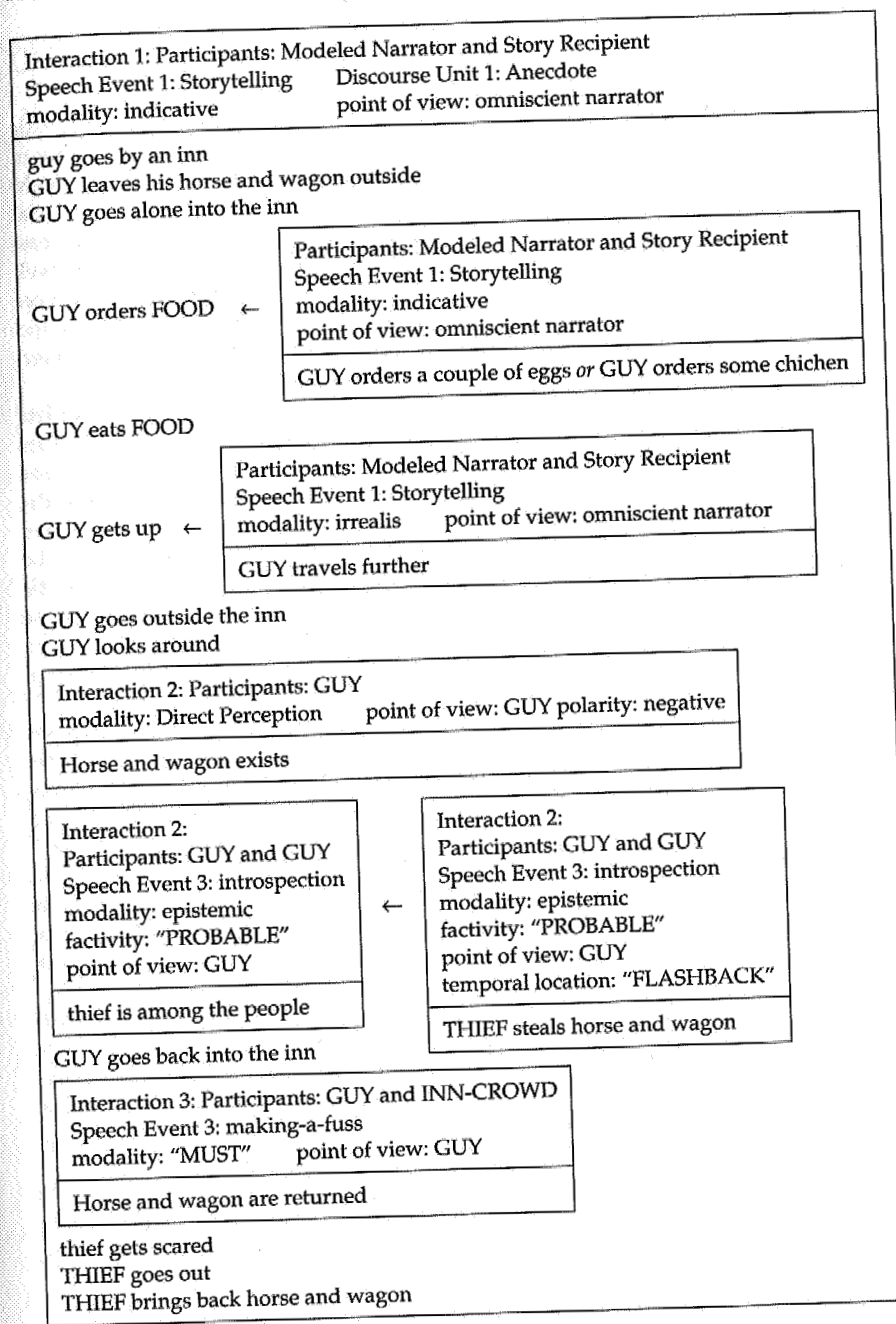 Interaction 1: Participants: Modeled Narrator and Story Recipient
Speech Event 1: Storytelling Discourse Unit 1: Anecdote
modality: indicative point of view: omniscient narrator
guy goes by an inn
GUY leaves his horse and wagon outside
GUY goes alone into the inn
GUY orders FOOD ←
Participants: Modeled Narrator and Story Recipient
Speech Event 1: Storytelling
modality: indicative
point of view: omniscient narrator
GUY orders a couple of eggs or GUY orders some chichen
GUY eats FOOD
GUY gets up ←
Participants: Modeled Narrator and Story Recipient
Speech Event 1: Storytelling
modality: irrealis point of view: omniscient narrator
GUY travels further
GUY goes outside the inn
GUY looks around
Interaction 2: Participants: GUY
modality: Direct Perception point of view: GUY polarity: negative
Horse and wagon exists
Interaction 2:
Participants: GUY and GUY
Speech Event 3: introspection
modality: epistemic
factivity: "PROBABLE"
point of view: GUY
thief is among the people
←
Interaction 2:
Participants: GUY and GUY
Speech Event 3: introspection
modality: epistemic
factivity: "PROBABLE"
point of view: GUY
temporal location: "FLASHBACK"
THIEF steals horse and wagon
GUY goes back into the inn
Interaction 3: Participants: GUY and INN-CROWD
Speech Event 3: making-a-fuss
modality: "MUST" point of view: GUY
Horse and wagon are returned
thief gets scared
THIEF goes out
THIEF brings back horse and wagon